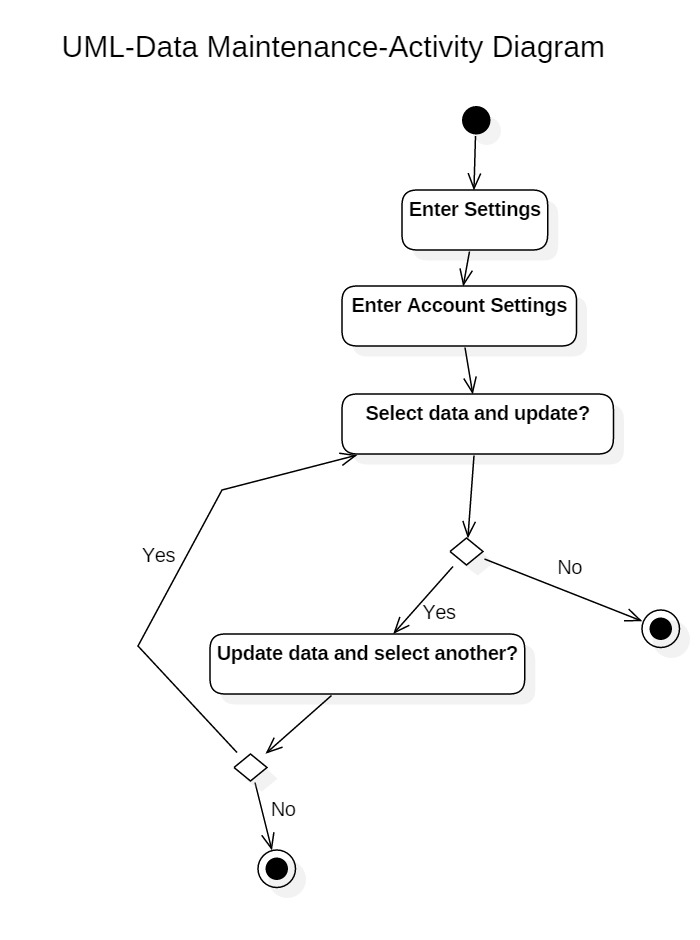 UML-Data Maintenance-Activity Diagram
Enter Settings
Enter Account Settings
Select data and update?
Yes
No
Yes
Update data and select another?
No